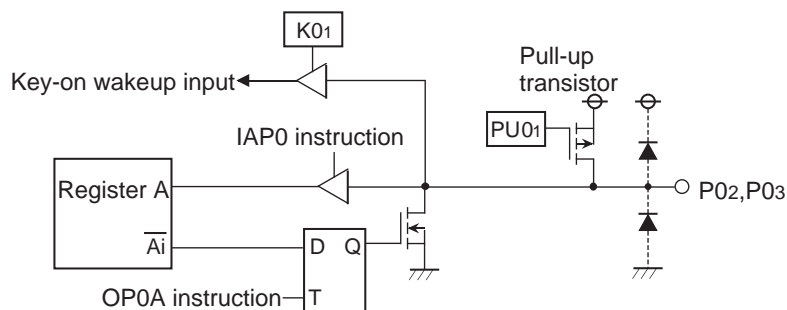 K01
Key-on wakeup input
Pull-up
transistor
PU01
IAP0 instruction
Register A
P02,P03
Ai
D Q
OP0A instruction
T